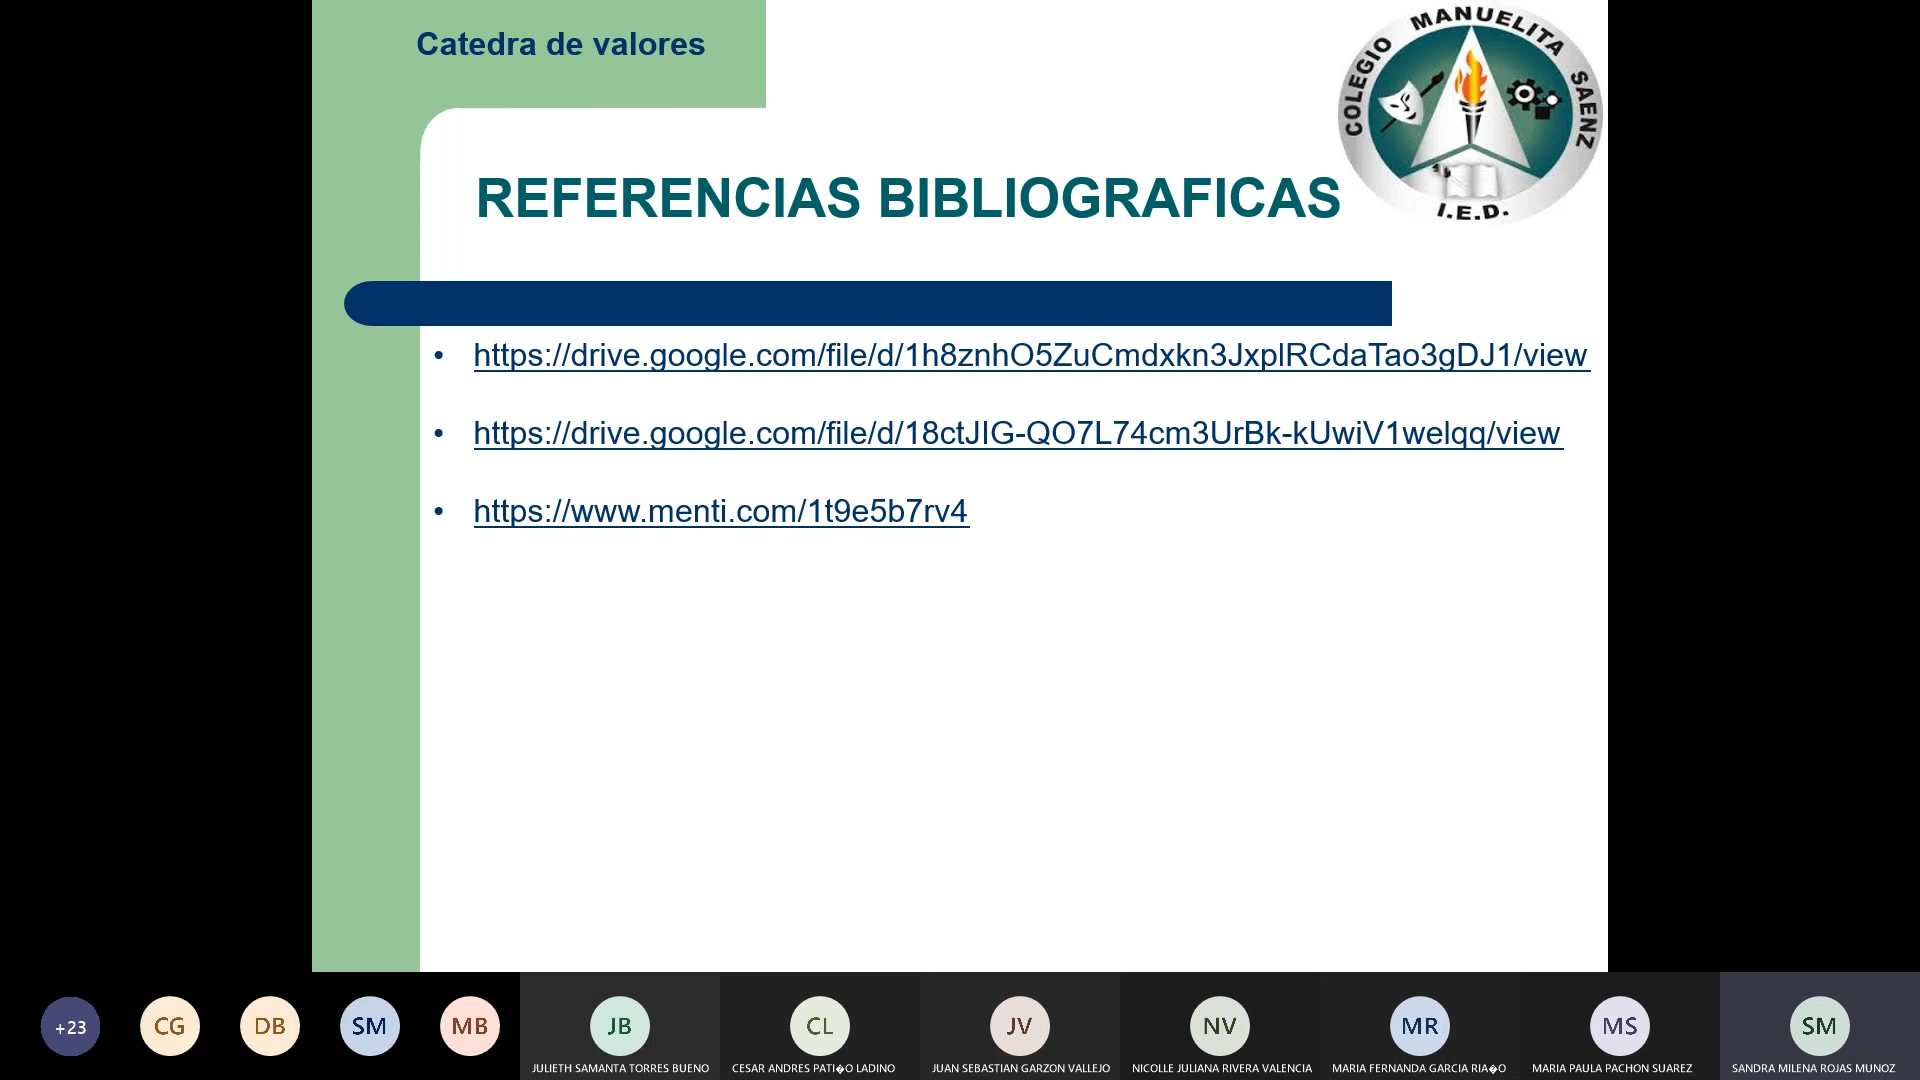 Catedra de valores
COLEGIO MANUELITA SAENZ
I.E.D.
REFERENCIAS BIBLIOGRAFICAS
• https://drive.google.com/file/d/1h8znhO5ZuCmdxkn3JxplRCdaTao3gDJ1/view
• https://drive.google.com/file/d/18ctJIG-QO7L74cm3UrBk-kUwiV1welqq/view
• https://www.menti.com/1t9e5b7rv4
+23 CG DB SM MB JB CL JV NV MR MS SM
JULIETH SAMANTA TORRES BUENO CESAR ANDRES PATI�O LADINO JUAN SEBASTIAN GARZON VALLEJO NICOLLE JULIANA RIVERA VALENCIA MARIA FERNANDA GARCIA RIA�O MARIA PAULA PACHON SUAREZ SANDRA MILENA ROJAS MUNOZ